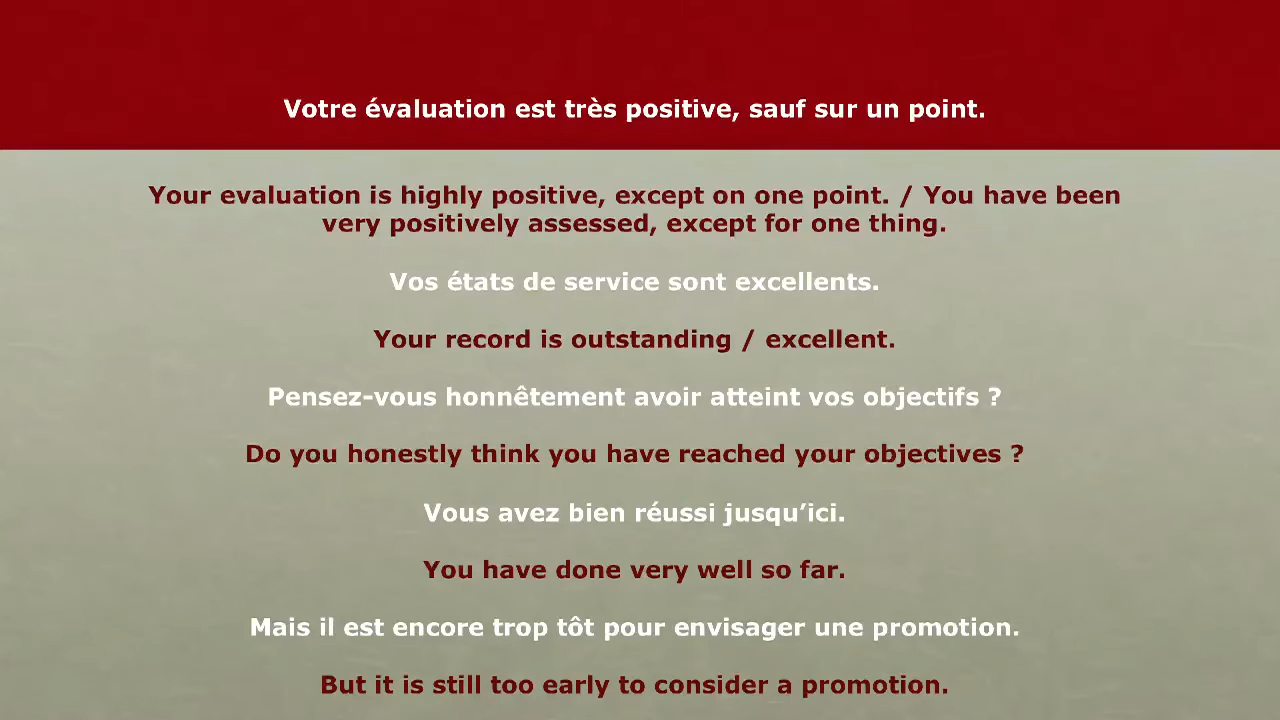 Votre évaluation est très positive, sauf sur un point.
Your evaluation is highly positive, except on one point. / You have been
very positively assessed, except for one thing.
Vos états de service sont excellents.
Your record is outstanding / excellent.
Pensez-vous honnêtement avoir atteint vos objectifs ?
Do you honestly think you have reached your objectives ?
Vous avez bien réussi jusqu’ici.
You have done very well so far.
Mais il est encore trop tôt pour envisager une promotion.
But it is still too early to consider a promotion.